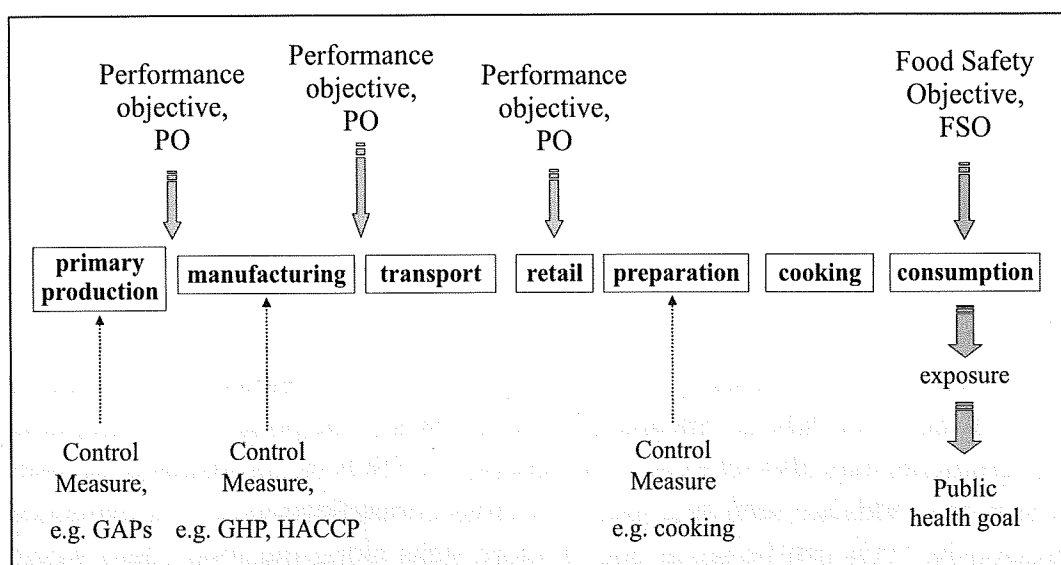 Performance
objective,
PO
Performance
objective,
PO
Performance
objective,
PO
Food Safety
Objective,
FSO
primary
production
manufacturing
transport
retail
preparation
cooking
consumption
exposure
Public
health goal
Control
Measure,
e.g. GAPs
Control
Measure,
e.g. GHP, HACCP
Control
Measure
e.g. cooking